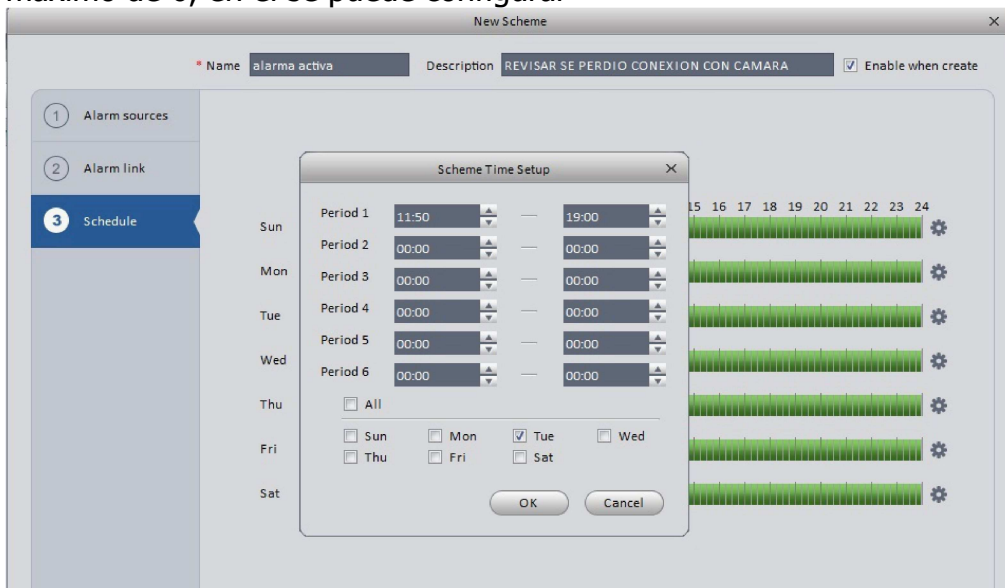 máximo de 6, en él se puede configurar
New Scheme
* Name alarma activa Description REVISAR SE PERDIO CONEXION CON CAMARA Enable when create
1 Alarm sources
2 Alarm link
3 Schedule
Scheme Time Setup
Period 1 11:50 — 19:00
Period 2 00:00 — 00:00
Period 3 00:00 — 00:00
Period 4 00:00 — 00:00
Period 5 00:00 — 00:00
Period 6 00:00 — 00:00
All
Sun Mon Tue Wed
Thu Fri Sat
OK Cancel
15 16 17 18 19 20 21 22 23 24
Sun
Mon
Tue
Wed
Thu
Fri
Sat